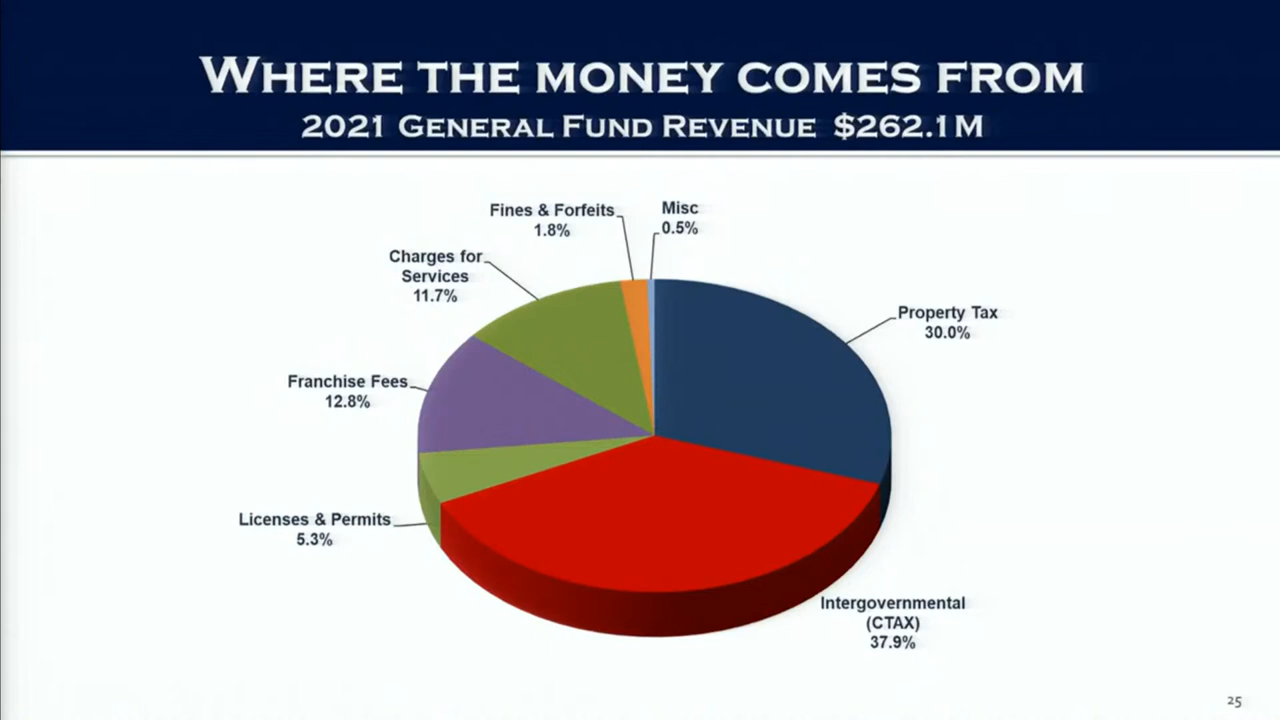 WHERE THE MONEY COMES FROM
2021 GENERAL FUND REVENUE $262.1M
Fines & Forfeits
1.8%
Misc
0.5%
Charges for
Services
11.7%
Property Tax
30.0%
Franchise Fees
12.8%
Licenses & Permits
5.3%
Intergovernmental
(CTAX)
37.9%
25